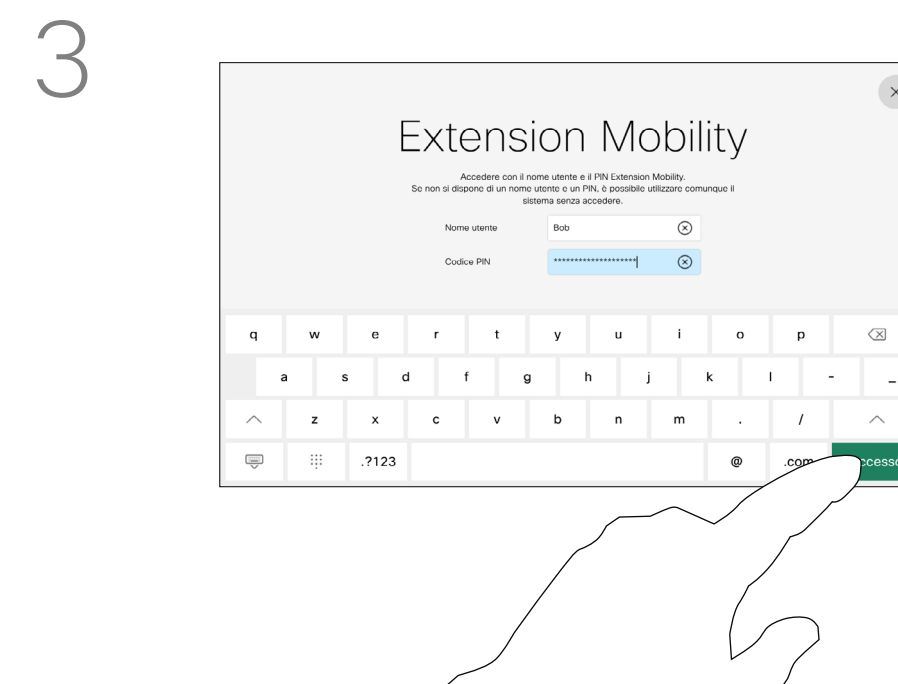 3
Extension Mobility
Accedere con il nome utente e il PIN Extension Mobility.
Se non si dispone di un nome utente e un PIN, è possibile utilizzare comunque il
sistema senza accedere.
Nome utente Bob
Codice PIN ********************
q w e r t y u i o p
a s d f g h j k l - _
z x c v b n m . /
.?123 @ .com